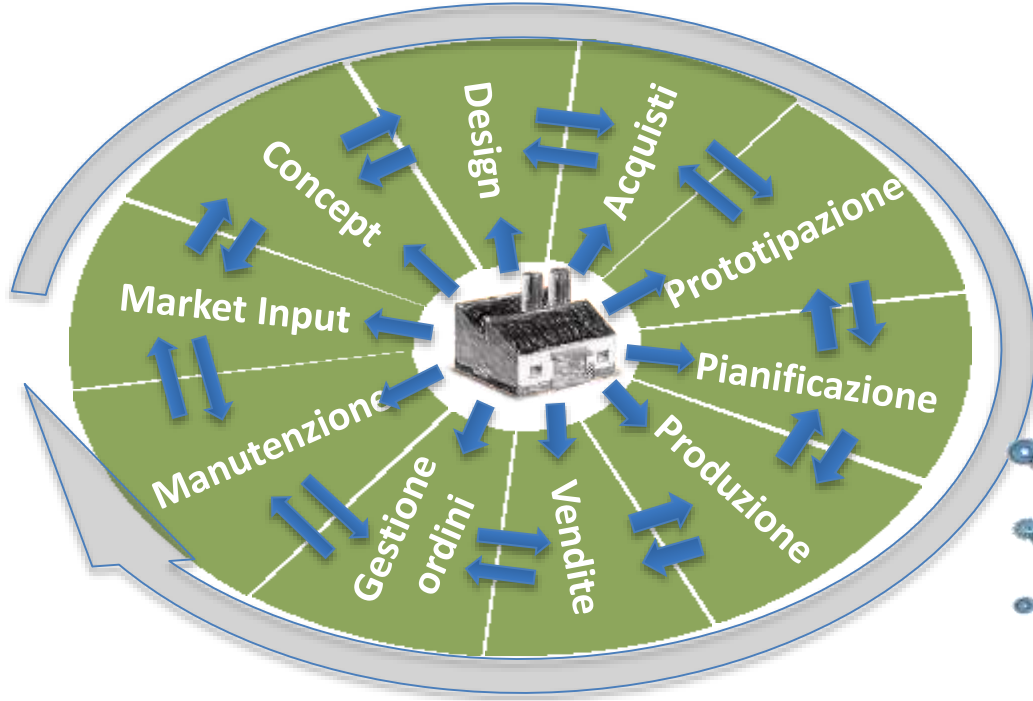 Market Input
Concept
Design
Acquisti
Prototipazione
Pianificazione
Produzione
Vendite
Gestione
ordini
Manutenzione